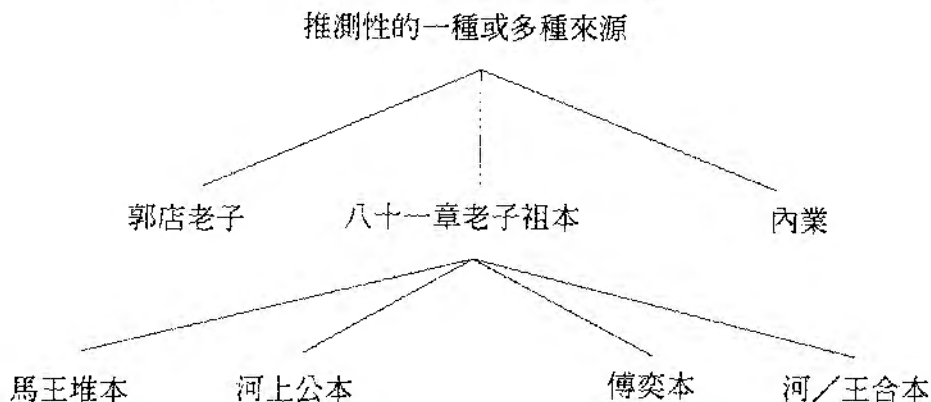 推測性的一種或多種來源
郭店老子 八十一章老子祖本 內業
馬王堆本 河上公本 傅奕本 河／王合本